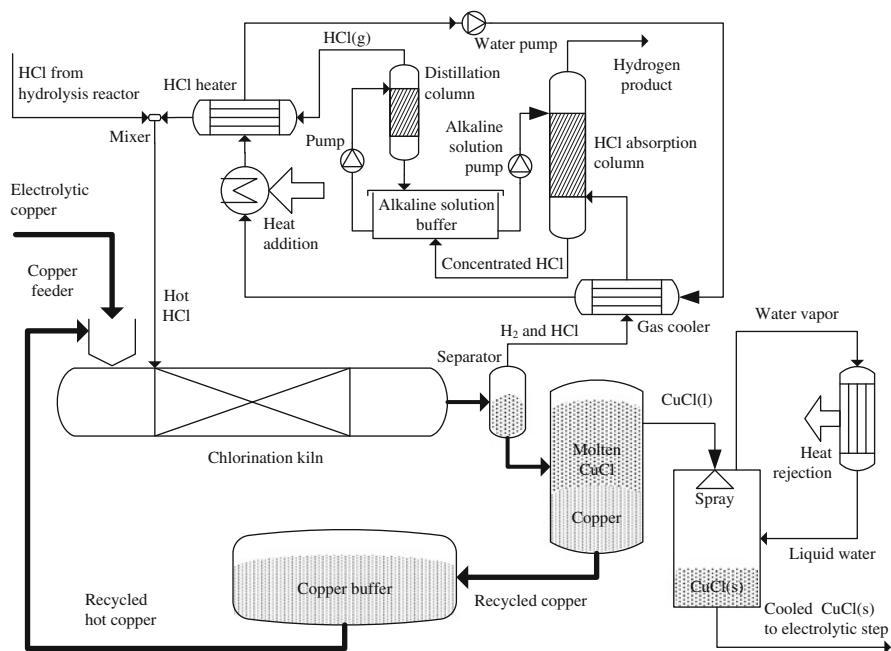 HCl(g)
Water pump
HCl from
hydrolysis reactor
HCl heater
Distillation
column
Hydrogen
product
Mixer
Pump
Alkaline
solution
pump
HCl absorption
column
Electrolytic
copper
Heat
addition
Alkaline solution
buffer
Concentrated HCl
Copper
feeder
Hot
HCl
Gas cooler
H2 and HCl
Water vapor
Separator
CuCl(l)
Chlorination kiln
Molten
CuCl
Heat
rejection
Spray
Copper
Liquid water
Copper buffer
CuCl(s)
Recycled
hot copper
Recycled copper
Cooled CuCl(s)
to electrolytic step